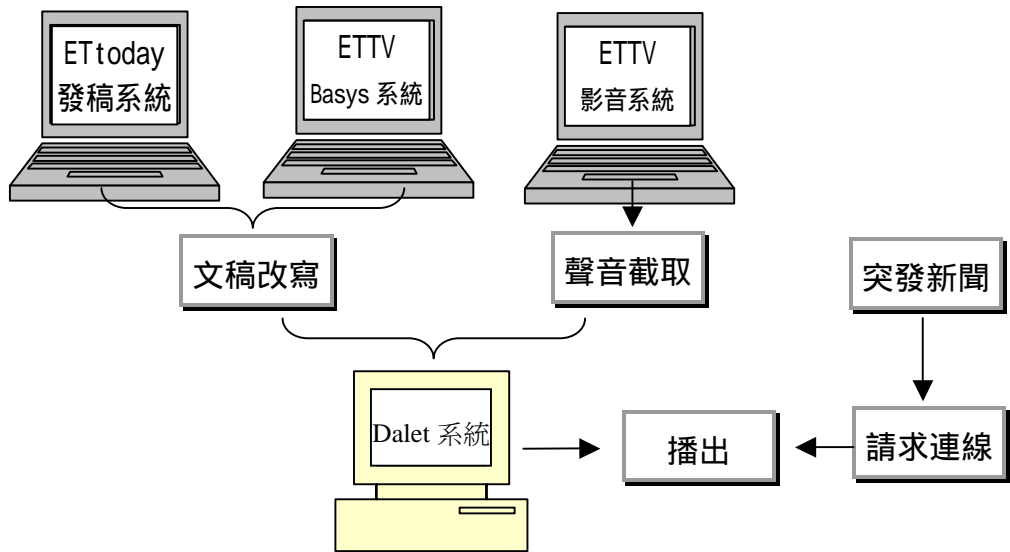 ETtoday
發稿系統
ETTV
Basys 系統
ETTV
影音系統
文稿改寫
聲音截取
突發新聞
Dalet 系統
播出
請求連線